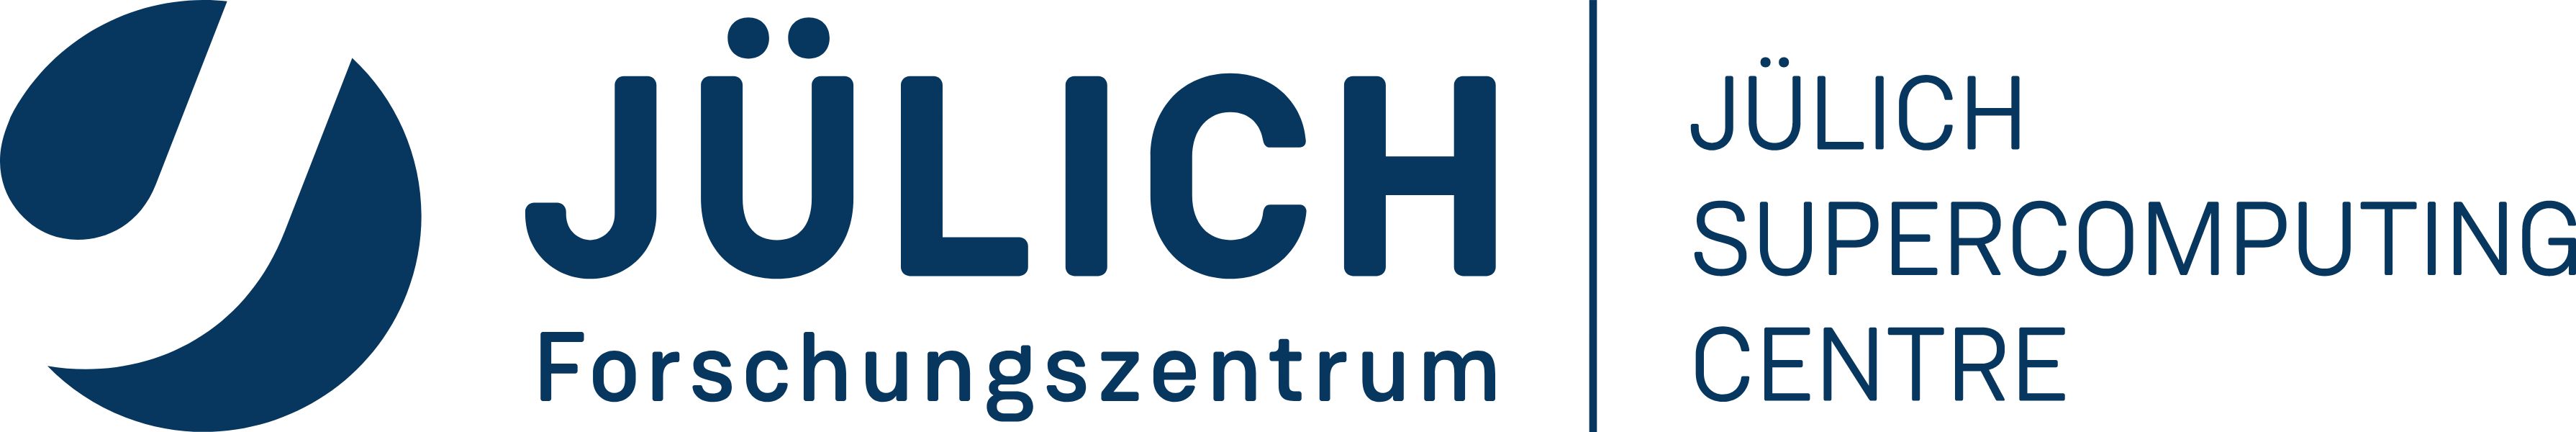 JÜLICH
Forschungszentrum
JÜLICH
SUPERCOMPUTING
CENTRE